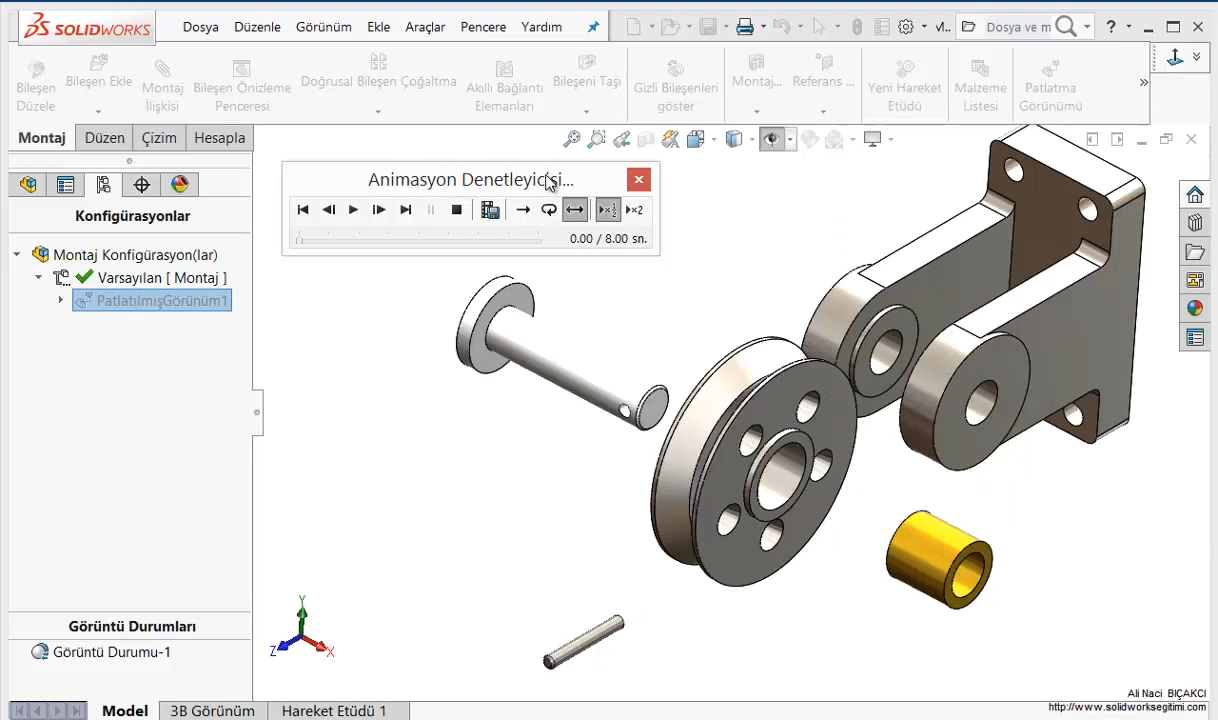 SOLIDWORKS
Dosya Düzenle Görünüm Ekle Araçlar Pencere Yardım
M.. Dosya ve m
Bileşen Düzele
Bileşen Ekle
Montaj İlişkisi
Bileşen Önizleme Penceresi
Doğrusal Bileşen Çoğaltma
Akıllı Bağlantı Elemanları
Bileşeni Taşı
Gizli Bileşenleri göster
Montaj...
Referans ...
Yeni Hareket Etüdü
Malzeme Listesi
Patlatma Görünümü
Montaj Düzen Çizim Hesapla
Animasyon Denetleyicisi...
0.00 / 8.00 sn.
Konfigürasyonlar
Montaj Konfigürasyon(lar)
Varsayılan [ Montaj ]
PatlatılmışGörünüm1
Görüntü Durumları
Görüntü Durumu-1
Y
Z
X
Ali Naci BIÇAKCI
http://www.solidworksegitimi.com
Model 3B Görünüm Hareket Etüdü 1